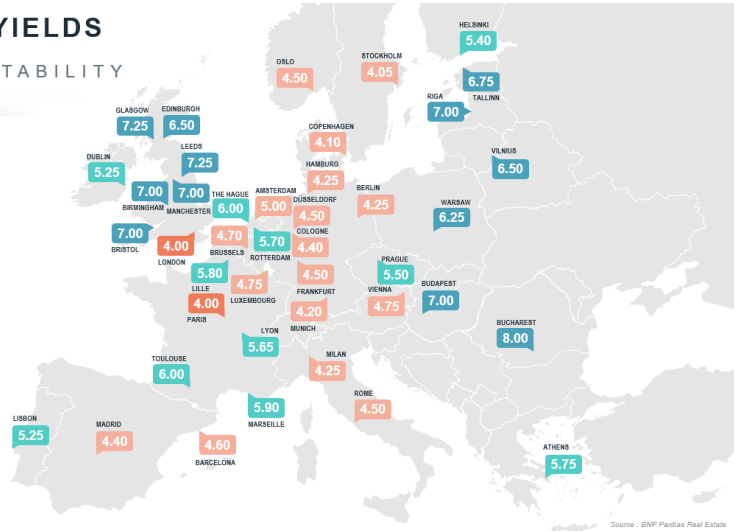 YIELDS
TABILITY
HELSINKI
5.40
STOCKHOLM
4.05
OSLO
4.50
6.75
TALLINN
RIGA
7.00
GLASGOW
7.25
EDINBURGH
6.50
COPENHAGEN
4.10
LEEDS
7.25
VILNIUS
6.50
DUBLIN
5.25
HAMBURG
4.25
7.00
BIRMINGHAM
7.00
MANCHESTER
THE HAGUE
6.00
AMSTERDAM
5.00
DÜSSELDORF
4.50
BERLIN
4.25
WARSAW
6.25
7.00
BRISTOL
4.00
LONDON
4.70
BRUSSELS
5.70
ROTTERDAM
COLOGNE
4.40
5.80
LILLE
4.75
LUXEMBOURG
4.50
FRANKFURT
PRAGUE
5.50
4.00
PARIS
4.20
MUNICH
VIENNA
4.75
BUDAPEST
7.00
BUCHAREST
8.00
LYON
5.65
TOULOUSE
6.00
MILAN
4.25
ROME
4.50
5.90
MARSEILLE
LISBON
5.25
MADRID
4.40
4.60
BARCELONA
ATHENS
5.75
Source : BNP Paribas Real Estate